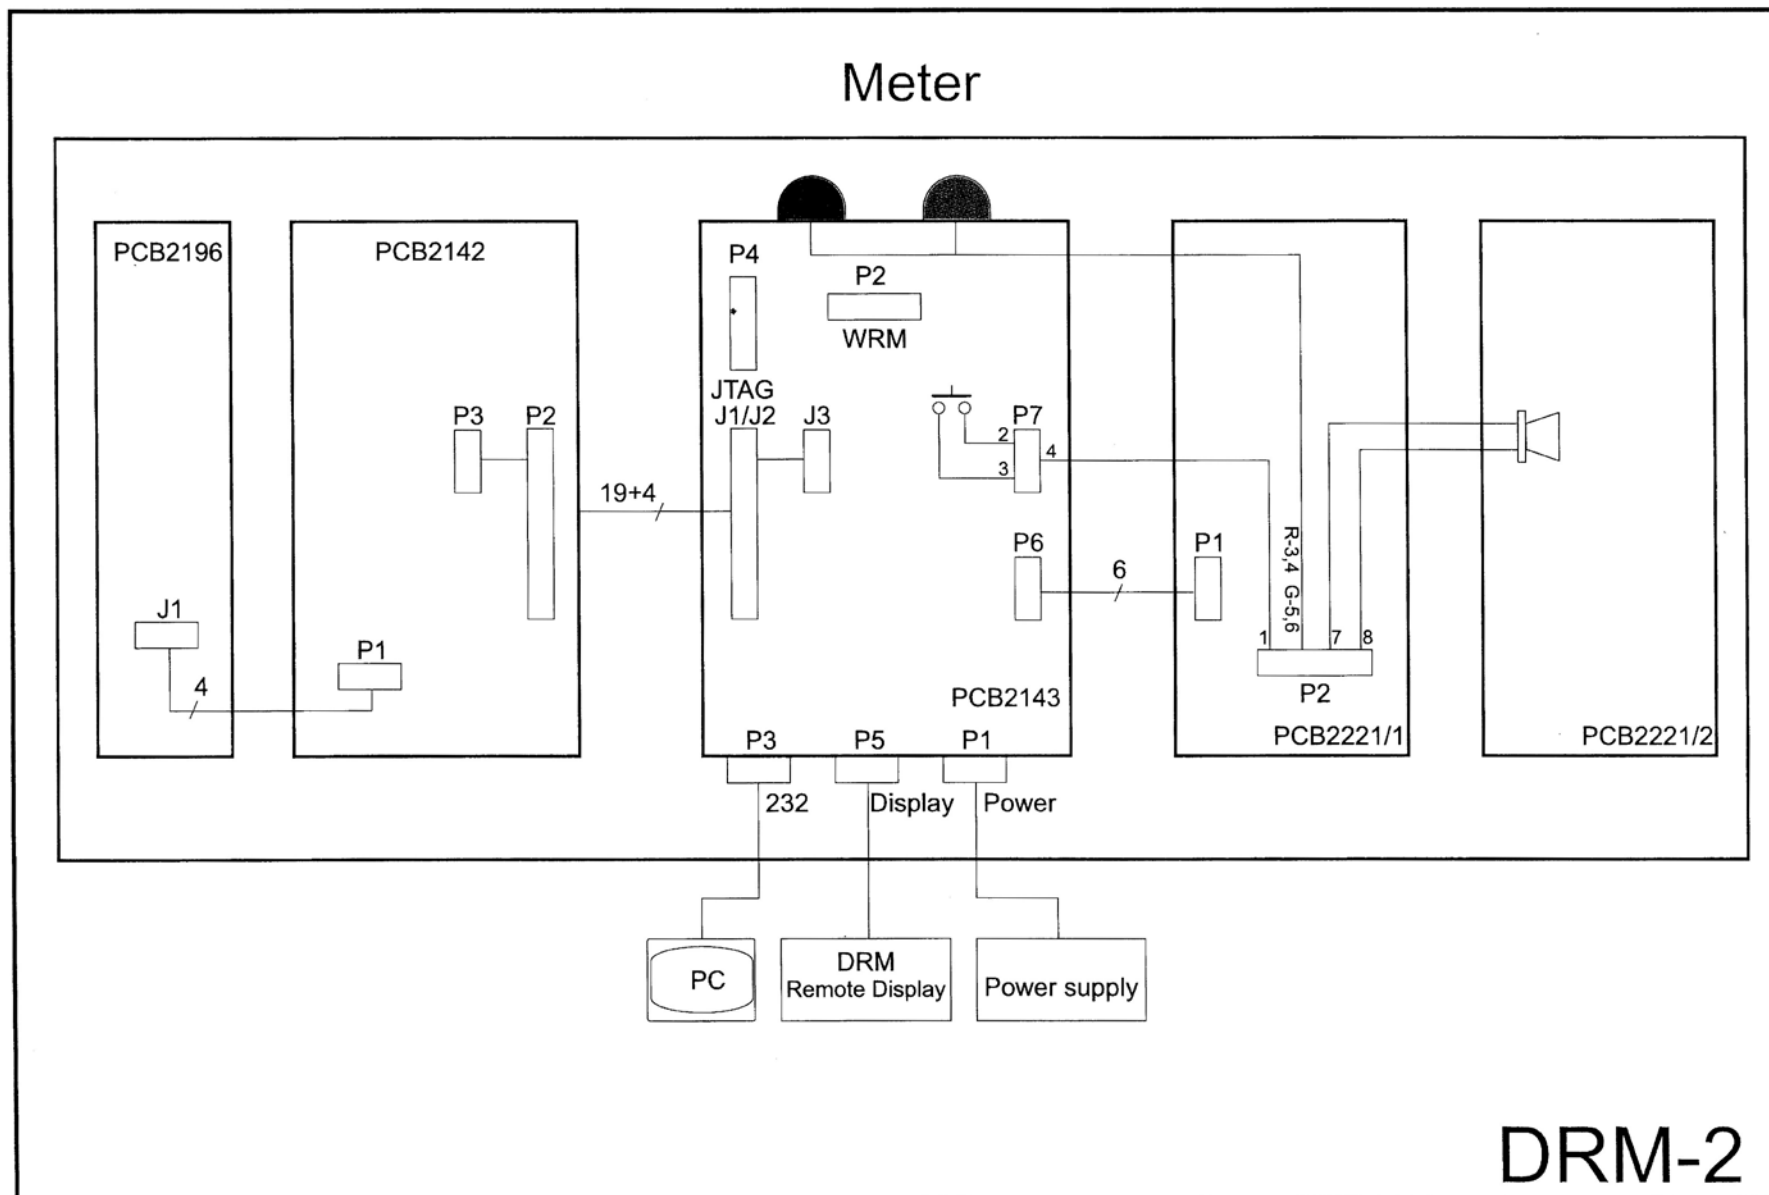 Meter
PCB2196
PCB2142
P4
P2
WRM
JTAG
J1/J2
J3
P7
2
3
4
P3
P2
19+4
P6
6
P1
R-3,4 G-5,6
1
7
8
P2
J1
4
P1
PCB2143
PCB2221/1
PCB2221/2
P3
P5
P1
232
Display
Power
PC
DRM
Remote Display
Power supply
DRM-2